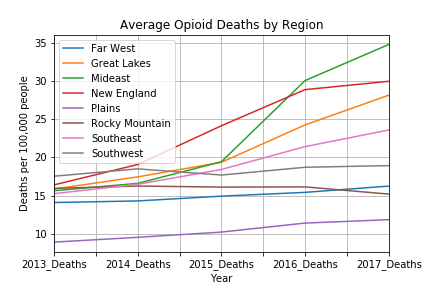 Average Opioid Deaths by Region
Deaths per 100,000 people
35
30
25
20
15
10
Far West
Great Lakes
Mideast
New England
Plains
Rocky Mountain
Southeast
Southwest
2013_Deaths 2014_Deaths 2015_Deaths 2016_Deaths 2017_Deaths
Year